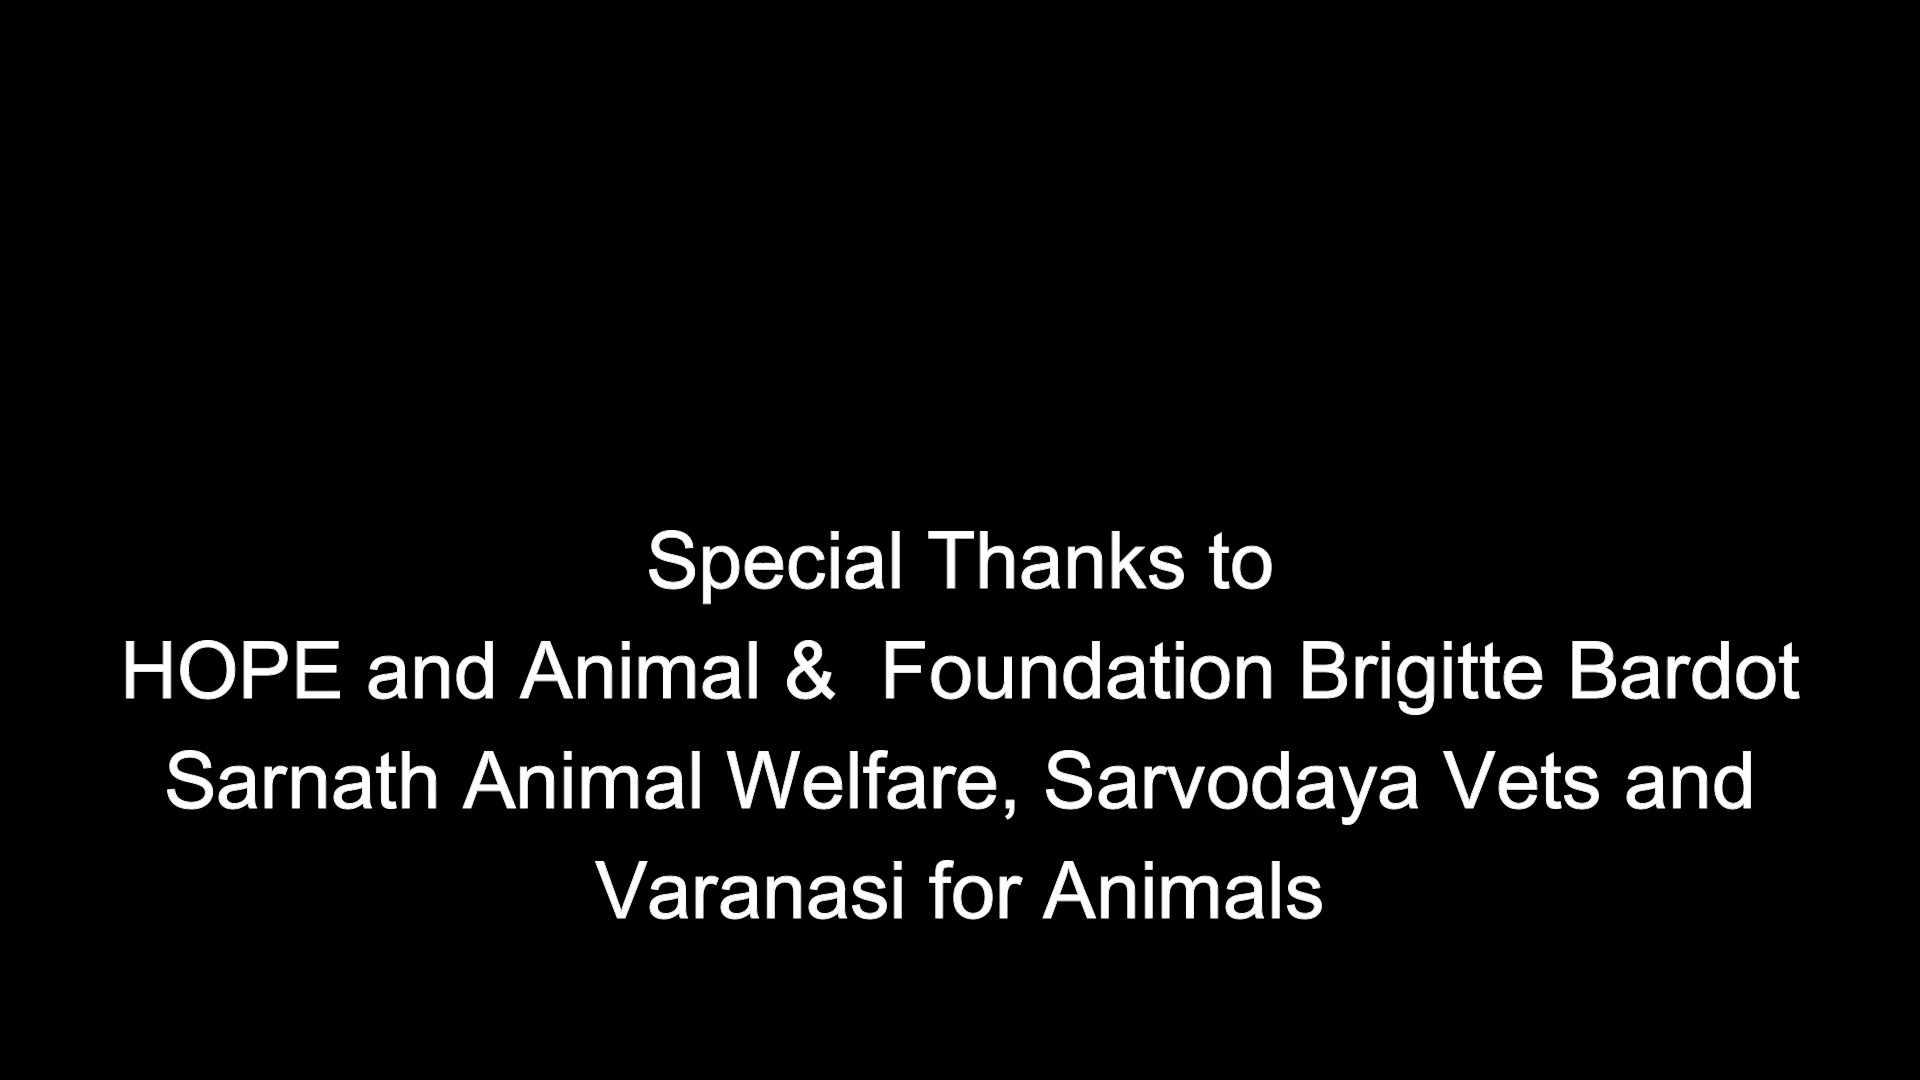 Special Thanks to
HOPE and Animal &  Foundation Brigitte Bardot
Sarnath Animal Welfare, Sarvodaya Vets and
Varanasi for Animals